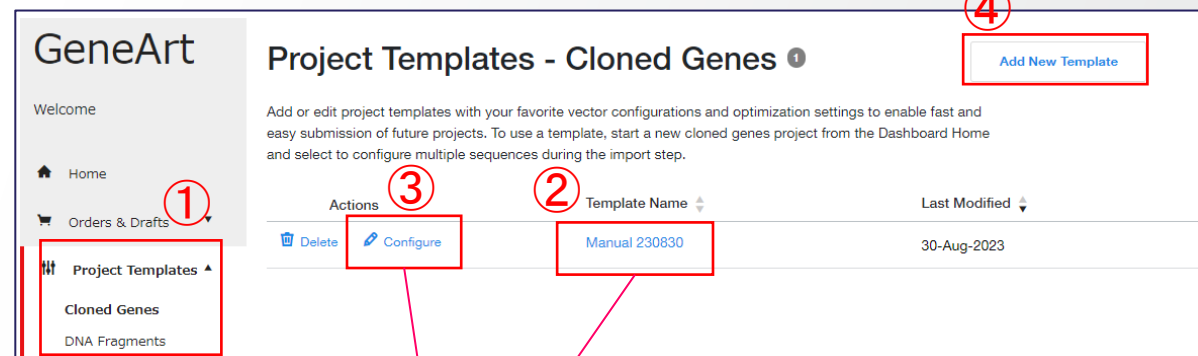 GeneArt
Welcome
Home
Orders & Drafts
Project Templates
Cloned Genes
DNA Fragments
①
Project Templates - Cloned Genes 1
④
Add New Template
Add or edit project templates with your favorite vector configurations and optimization settings to enable fast and
easy submission of future projects. To use a template, start a new cloned genes project from the Dashboard Home
and select to configure multiple sequences during the import step.
③
②
Actions Template Name Last Modified
Delete Configure Manual 230830 30-Aug-2023